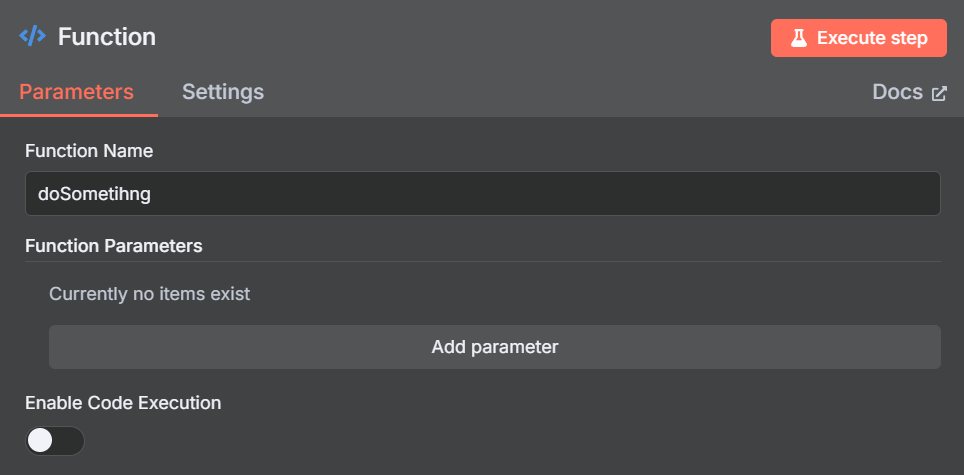 Function
Execute step
Parameters
Settings
Docs
Function Name
doSometihng
Function Parameters
Currently no items exist
Add parameter
Enable Code Execution